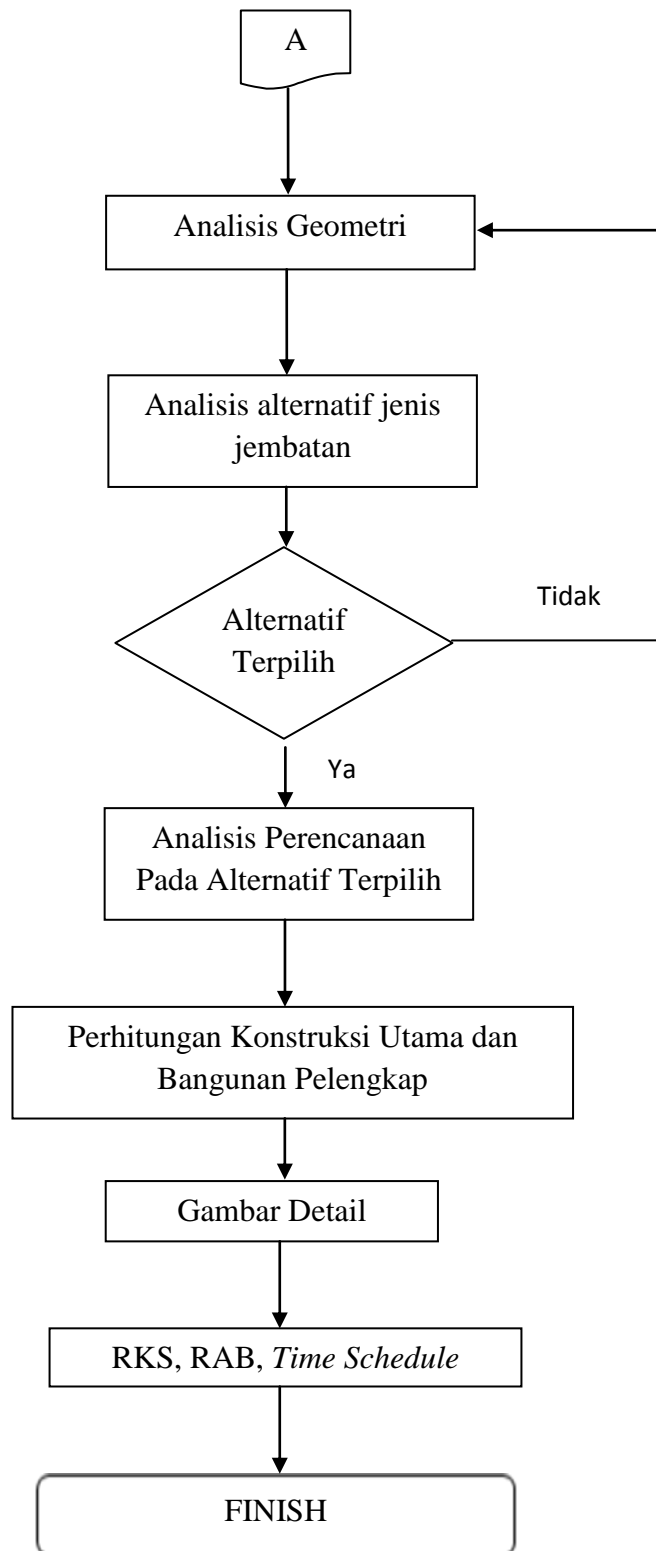 A
Analisis Geometri
Analisis alternatif jenis
jembatan
Alternatif
Terpilih
Tidak
Ya
Analisis Perencanaan
Pada Alternatif Terpilih
Perhitungan Konstruksi Utama dan
Bangunan Pelengkap
Gambar Detail
RKS, RAB, Time Schedule
FINISH